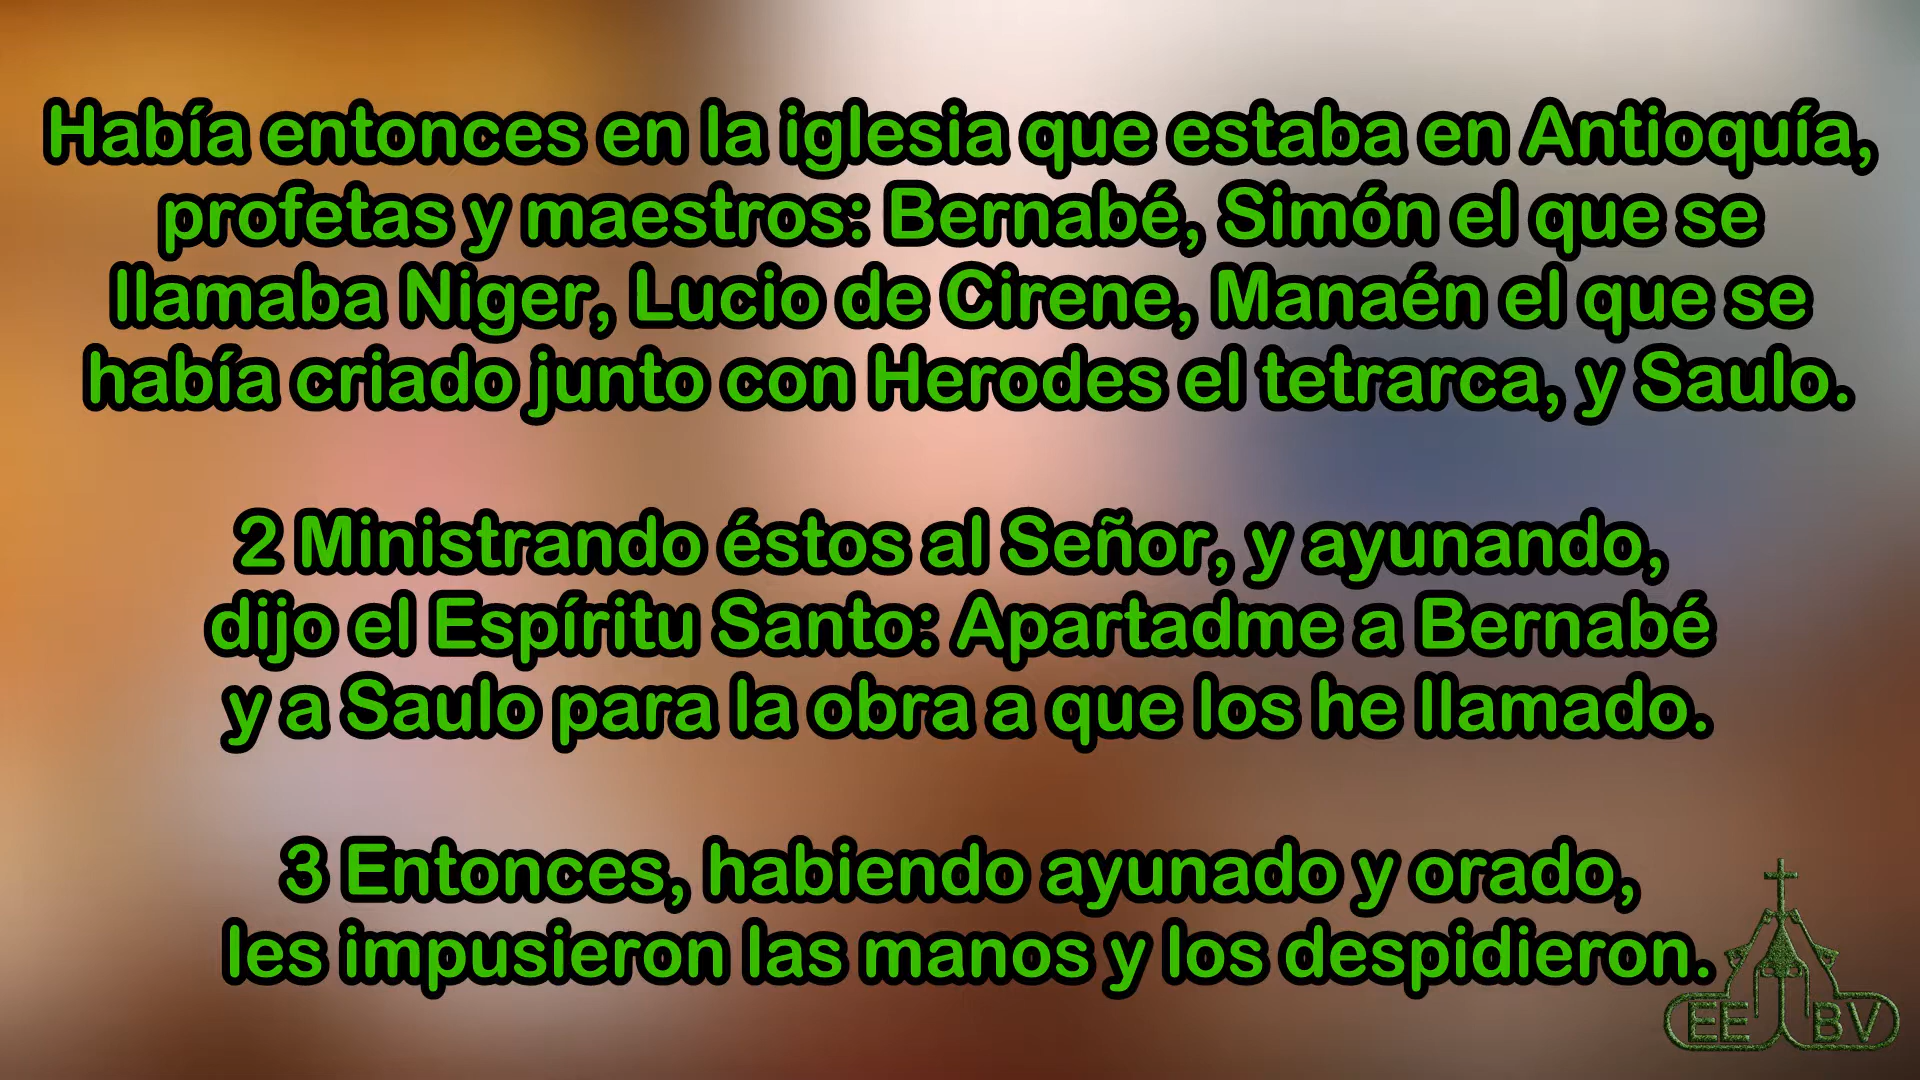 Había entonces en la iglesia que estaba en Antioquía,
profetas y maestros: Bernabé, Simón el que se
llamaba Niger, Lucio de Cirene, Manaén el que se
había criado junto con Herodes el tetrarca, y Saulo.
2 Ministrando éstos al Señor, y ayunando,
dijo el Espíritu Santo: Apartadme a Bernabé
y a Saulo para la obra a que los he llamado.
3 Entonces, habiendo ayunado y orado,
les impusieron las manos y los despidieron.
EE BV